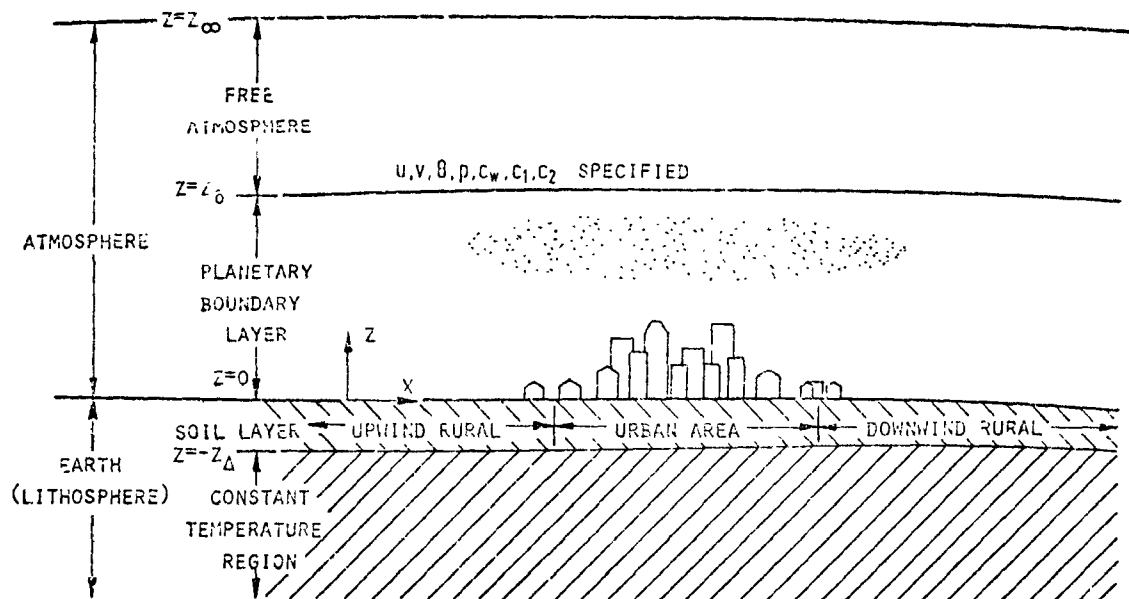 Z=Z∞
FREE
ATMOSPHERE
u,v,θ,p,Cw,C1,C2 SPECIFIED
Z=Zδ
ATMOSPHERE
PLANETARY
BOUNDARY
LAYER
Z
Z=0
X
SOIL LAYER
UPWIND RURAL
URBAN AREA
DOWNWIND RURAL
Z=-ZΔ
EARTH
(LITHOSPHERE)
CONSTANT
TEMPERATURE
REGION